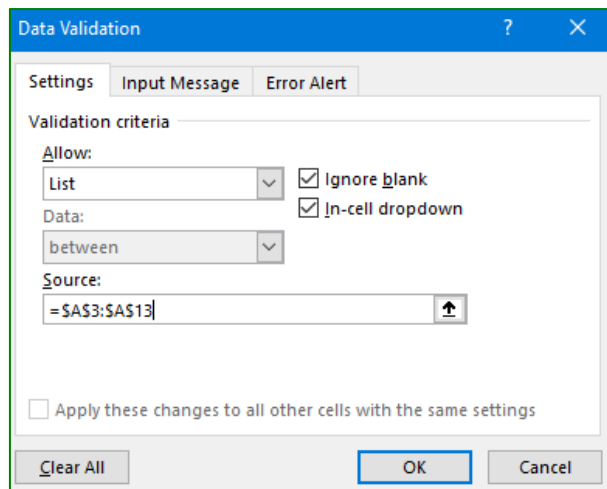 Data Validation ?
Settings Input Message Error Alert
Validation criteria
Allow:
List
Ignore blank
Data:
In-cell dropdown
between
Source:
=$A$3:$A$13
Apply these changes to all other cells with the same settings
Clear All OK Cancel